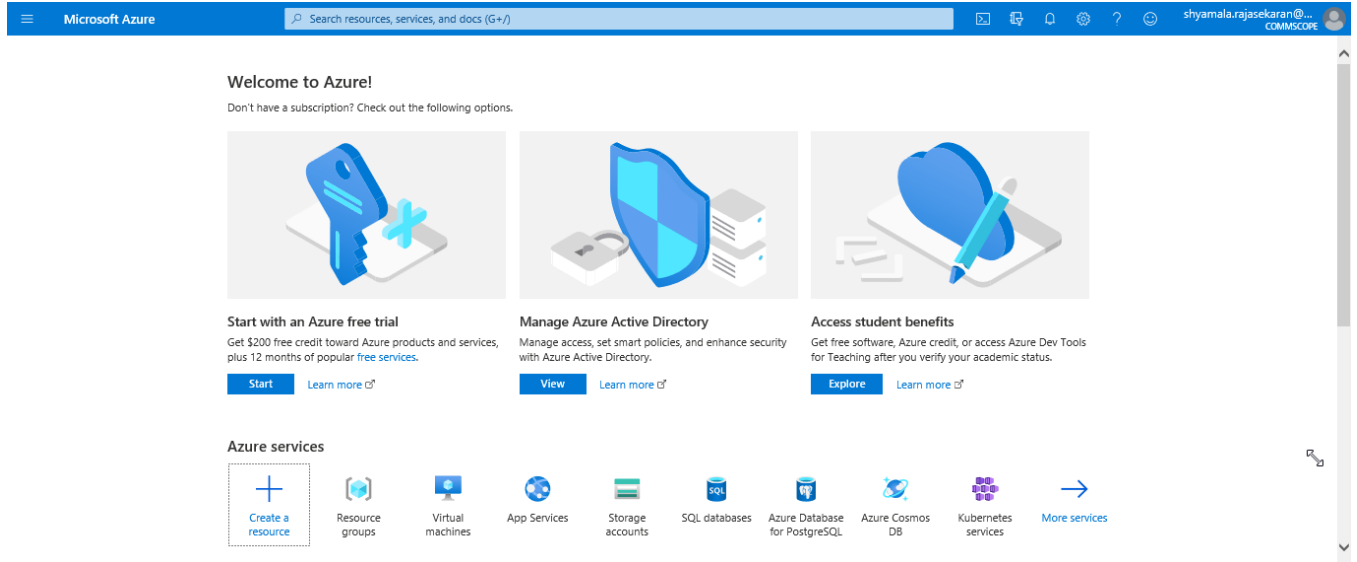 Microsoft Azure
Search resources, services, and docs (G+/)
shyamala.rajasekaran@...
COMMSCOPE
Welcome to Azure!
Don't have a subscription? Check out the following options.
Start with an Azure free trial
Get $200 free credit toward Azure products and services,
plus 12 months of popular free services.
Start
Learn more
Manage Azure Active Directory
Manage access, set smart policies, and enhance security
with Azure Active Directory.
View
Learn more
Access student benefits
Get free software, Azure credit, or access Azure Dev Tools
for Teaching after you verify your academic status.
Explore
Learn more
Azure services
Create a
resource
Resource
groups
Virtual
machines
App Services
Storage
accounts
SQL
SQL databases
Azure Database
for PostgreSQL
Azure Cosmos
DB
Kubernetes
services
More services